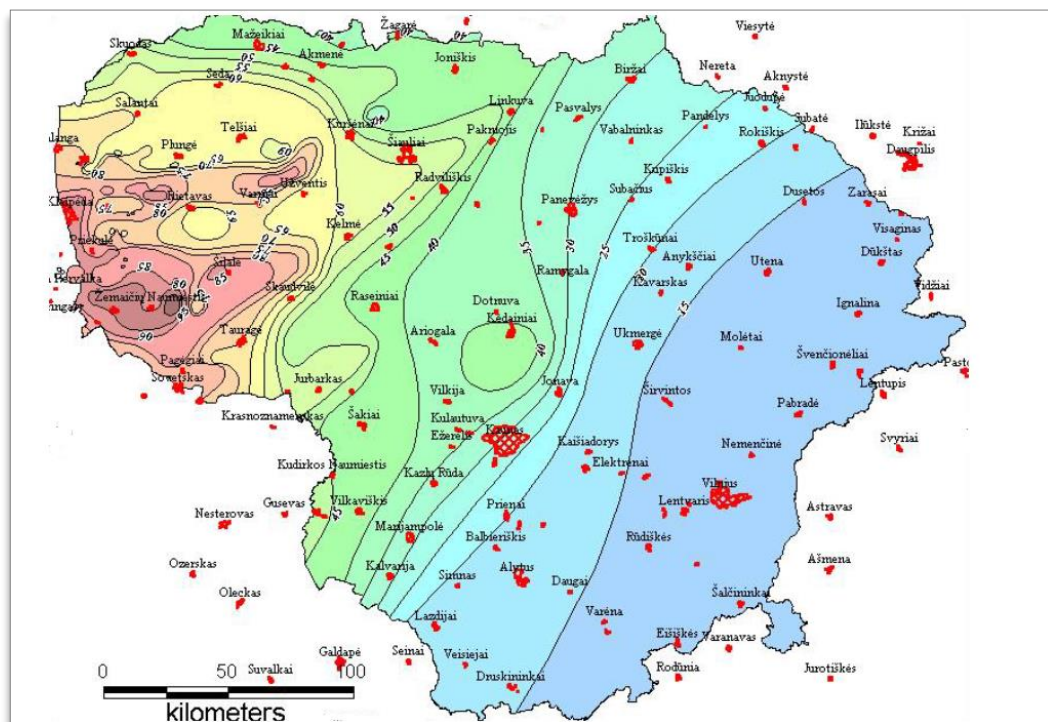 Viesytė
Žagarė
Skuodas
Mažeikiai
Akmenė
Joniškis
Biržai
Nereta
Aknystė
Seda
Salantai
Linkuva
Pasvalys
Pandėlys
Juodupė
Subatė
Ilūkstė
Križai
Daugpilis
Telšiai
Kuršėnai
Šiauliai
Pakruojis
Vabalninkas
Rokiškis
Plungė
Radviliškis
Kupiškis
Subačius
Dusetos
Zarasai
Rietavas
Varniai
Užventis
Panevėžys
Klaipėda
Priekulė
Kelmė
Troškūnai
Anykščiai
Visaginas
Dūkštas
Šilalė
Ramygala
Utena
Skaudvilė
Kavarskas
Vidžiai
Žemaičių Naumiestis
Raseiniai
Dotnuva
Kėdainiai
Ignalina
Tauragė
Ariogala
Ukmergė
Molėtai
Švenčionėliai
Pagėgiai
Sovetskas
Jurbarkas
Vilkija
Jonava
Širvintos
Lentupis
Pabradė
Krasnoznamenskas
Šakiai
Kulautuva
Ežerėlis
Kaunas
Kaišiadorys
Nemenčinė
Svyriai
Kudirkos Naumiestis
Kazlų Rūda
Elektrėnai
Vilnius
Gusevas
Vilkaviškis
Prienai
Lentvaris
Astravas
Nesterovas
Marijampolė
Balbieriškis
Rūdiškės
Ozerskas
Kalvarija
Simnas
Alytus
Daugai
Ašmena
Oleckas
Šalčininkai
Lazdijai
Varėna
Eišiškės
Varanavas
Galdapė
Seinai
Veisiejai
Rodūnia
Jurotiškės
Suvalkai
Druskininkai
0 50 100
kilometers